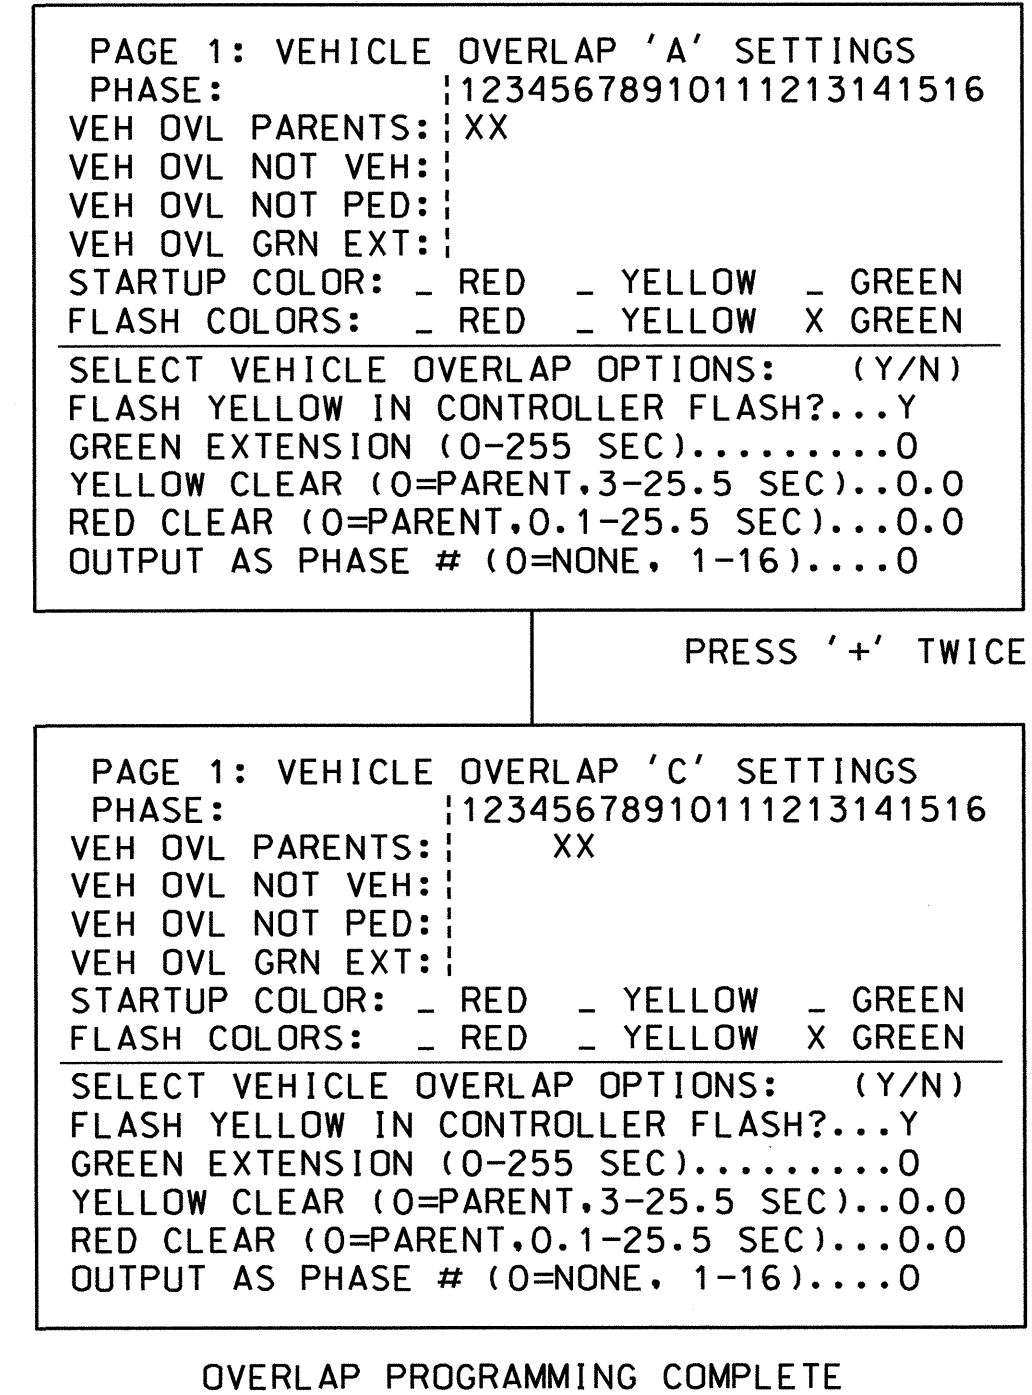 PAGE 1: VEHICLE OVERLAP 'A' SETTINGS
PHASE: ¦12345678910111213141516
VEH OVL PARENTS:¦XX
VEH OVL NOT VEH:¦
VEH OVL NOT PED:¦
VEH OVL GRN EXT:¦
STARTUP COLOR: _ RED _ YELLOW _ GREEN
FLASH COLORS: _ RED _ YELLOW X GREEN
SELECT VEHICLE OVERLAP OPTIONS: (Y/N)
FLASH YELLOW IN CONTROLLER FLASH?...Y
GREEN EXTENSION (0-255 SEC).........0
YELLOW CLEAR (0=PARENT,3-25.5 SEC)..0.0
RED CLEAR (0=PARENT,0.1-25.5 SEC)...0.0
OUTPUT AS PHASE # (0=NONE, 1-16)....0
PRESS '+' TWICE
PAGE 1: VEHICLE OVERLAP 'C' SETTINGS
PHASE: ¦12345678910111213141516
VEH OVL PARENTS:¦ XX
VEH OVL NOT VEH:¦
VEH OVL NOT PED:¦
VEH OVL GRN EXT:¦
STARTUP COLOR: _ RED _ YELLOW _ GREEN
FLASH COLORS: _ RED _ YELLOW X GREEN
SELECT VEHICLE OVERLAP OPTIONS: (Y/N)
FLASH YELLOW IN CONTROLLER FLASH?...Y
GREEN EXTENSION (0-255 SEC).........0
YELLOW CLEAR (0=PARENT,3-25.5 SEC)..0.0
RED CLEAR (0=PARENT,0.1-25.5 SEC)...0.0
OUTPUT AS PHASE # (0=NONE, 1-16)....0
OVERLAP PROGRAMMING COMPLETE